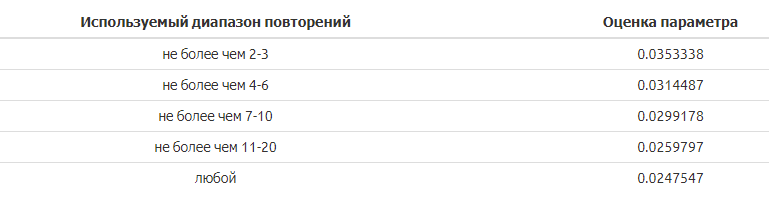 Используемый диапазон повторений Оценка параметра
не более чем 2-3 0.0353338
не более чем 4-6 0.0314487
не более чем 7-10 0.0299178
не более чем 11-20 0.0259797
любой 0.0247547